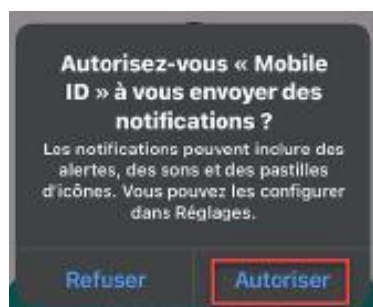 Autorisez-vous « Mobile
ID » à vous envoyer des
notifications ?
Les notifications peuvent inclure des
alertes, des sons et des pastilles
d'icônes. Vous pouvez les configurer
dans Réglages.
Refuser
Autoriser